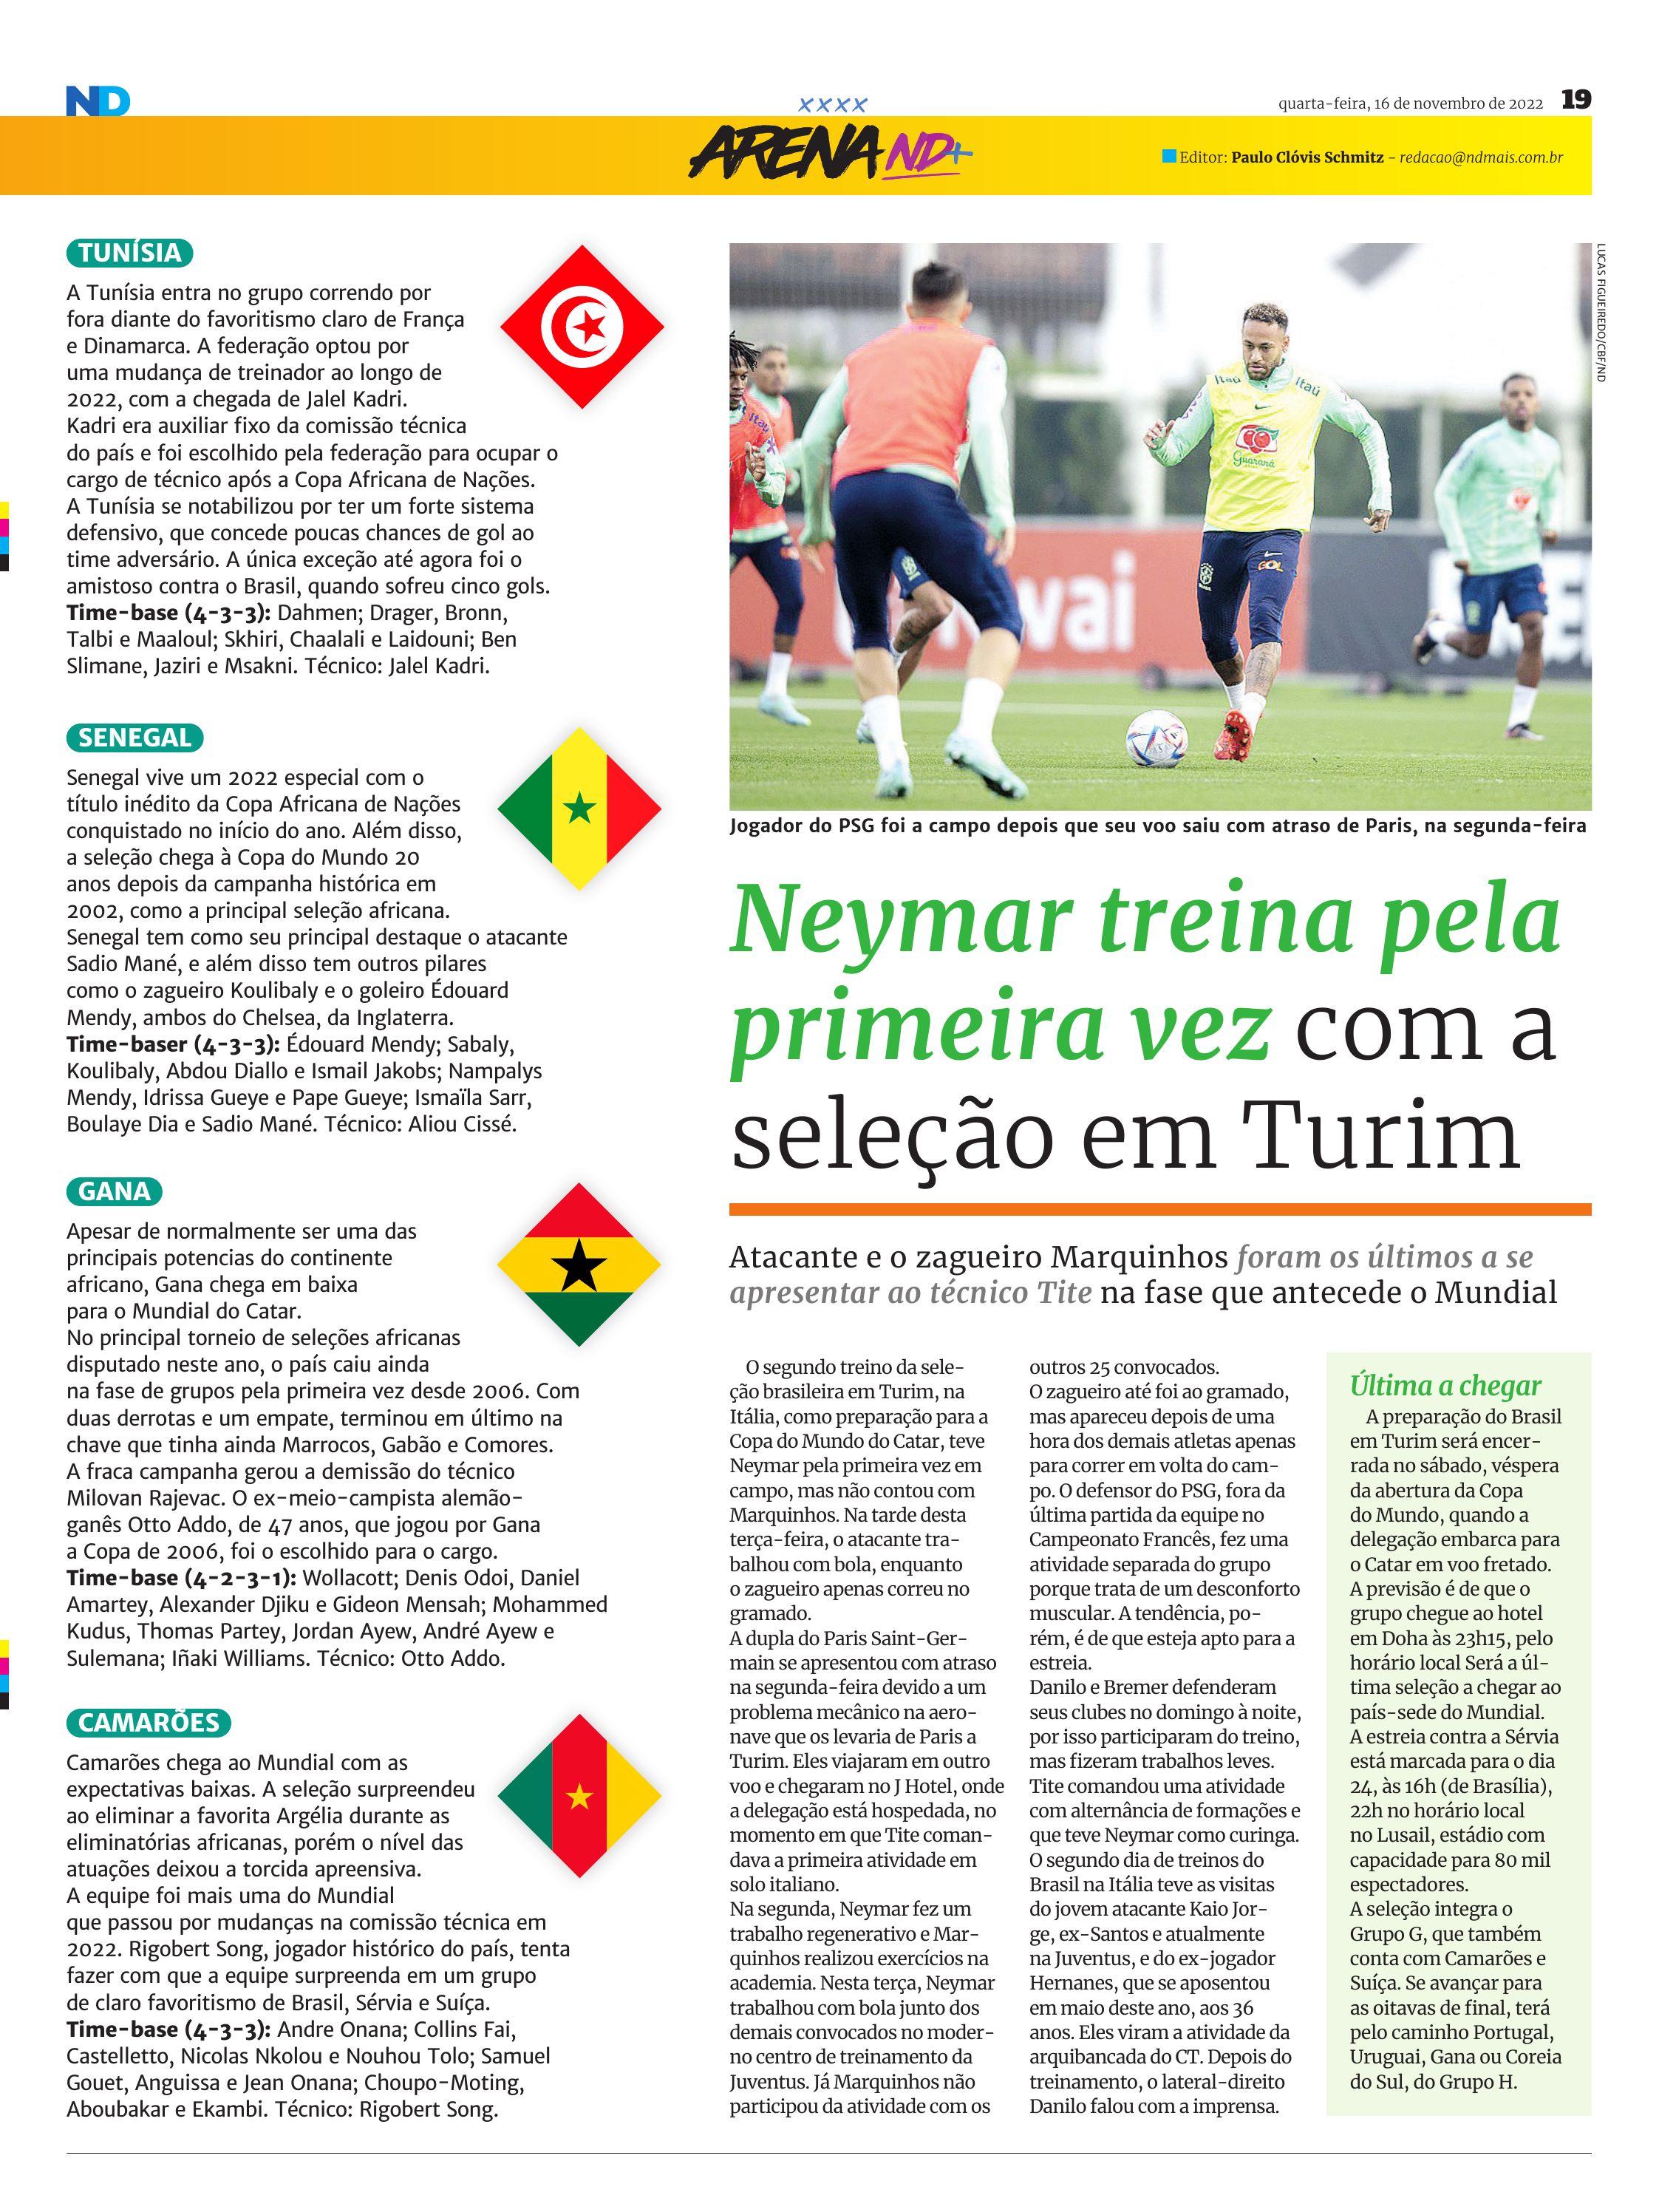 ND
quarta-feira, 16 de novembro de 2022 19
XXXX
ARENA ND+
Editor: Paulo Clóvis Schmitz - redacao@ndmais.com.br
TUNÍSIA
A Tunísia entra no grupo correndo por
fora diante do favoritismo claro de França
e Dinamarca. A federação optou por
uma mudança de treinador ao longo de
2022, com a chegada de Jalel Kadri.
Kadri era auxiliar fixo da comissão técnica
do país e foi escolhido pela federação para ocupar o
cargo de técnico após a Copa Africana de Nações.
A Tunísia se notabilizou por ter um forte sistema
defensivo, que concede poucas chances de gol ao
time adversário. A única exceção até agora foi o
amistoso contra o Brasil, quando sofreu cinco gols.
Time-base (4-3-3): Dahmen; Drager, Bronn,
Talbi e Maaloul; Skhiri, Chaalali e Laidouni; Ben
Slimane, Jaziri e Msakni. Técnico: Jalel Kadri.
SENEGAL
Senegal vive um 2022 especial com o
título inédito da Copa Africana de Nações
conquistado no início do ano. Além disso,
a seleção chega à Copa do Mundo 20
anos depois da campanha histórica em
2002, como a principal seleção africana.
Senegal tem como seu principal destaque o atacante
Sadio Mané, e além disso tem outros pilares
como o zagueiro Koulibaly e o goleiro Édouard
Mendy, ambos do Chelsea, da Inglaterra.
Time-baser (4-3-3): Édouard Mendy; Sabaly,
Koulibaly, Abdou Diallo e Ismail Jakobs; Nampalys
Mendy, Idrissa Gueye e Pape Gueye; Ismaïla Sarr,
Boulaye Dia e Sadio Mané. Técnico: Aliou Cissé.
GANA
Apesar de normalmente ser uma das
principais potencias do continente
africano, Gana chega em baixa
para o Mundial do Catar.
No principal torneio de seleções africanas
disputado neste ano, o país caiu ainda
na fase de grupos pela primeira vez desde 2006. Com
duas derrotas e um empate, terminou em último na
chave que tinha ainda Marrocos, Gabão e Comores.
A fraca campanha gerou a demissão do técnico
Milovan Rajevac. O ex-meio-campista alemão-
ganês Otto Addo, de 47 anos, que jogou por Gana
a Copa de 2006, foi o escolhido para o cargo.
Time-base (4-2-3-1): Wollacott; Denis Odoi, Daniel
Amartey, Alexander Djiku e Gideon Mensah; Mohammed
Kudus, Thomas Partey, Jordan Ayew, André Ayew e
Sulemana; Iñaki Williams. Técnico: Otto Addo.
CAMARÕES
Camarões chega ao Mundial com as
expectativas baixas. A seleção surpreendeu
ao eliminar a favorita Argélia durante as
eliminatórias africanas, porém o nível das
atuações deixou a torcida apreensiva.
A equipe foi mais uma do Mundial
que passou por mudanças na comissão técnica em
2022. Rigobert Song, jogador histórico do país, tenta
fazer com que a equipe surpreenda em um grupo
de claro favoritismo de Brasil, Sérvia e Suíça.
Time-base (4-3-3): Andre Onana; Collins Fai,
Castelletto, Nicolas Nkolou e Nouhou Tolo; Samuel
Gouet, Anguissa e Jean Onana; Choupo-Moting,
Aboubakar e Ekambi. Técnico: Rigobert Song.
LUCAS FIGUEIREDO/CBF/ND
Itaú
Itaú
Itaú
Guaraná
GOL
vai
Jogador do PSG foi a campo depois que seu voo saiu com atraso de Paris, na segunda-feira
Neymar treina pela
primeira vez com a
seleção em Turim
Atacante e o zagueiro Marquinhos foram os últimos a se
apresentar ao técnico Tite na fase que antecede o Mundial
O segundo treino da sele-
ção brasileira em Turim, na
Itália, como preparação para a
Copa do Mundo do Catar, teve
Neymar pela primeira vez em
campo, mas não contou com
Marquinhos. Na tarde desta
terça-feira, o atacante tra-
balhou com bola, enquanto
o zagueiro apenas correu no
gramado.
A dupla do Paris Saint-Ger-
main se apresentou com atraso
na segunda-feira devido a um
problema mecânico na aero-
nave que os levaria de Paris a
Turim. Eles viajaram em outro
voo e chegaram no J Hotel, onde
a delegação está hospedada, no
momento em que Tite coman-
dava a primeira atividade em
solo italiano.
Na segunda, Neymar fez um
trabalho regenerativo e Mar-
quinhos realizou exercícios na
academia. Nesta terça, Neymar
trabalhou com bola junto dos
demais convocados no moder-
no centro de treinamento da
Juventus. Já Marquinhos não
participou da atividade com os
outros 25 convocados.
O zagueiro até foi ao gramado,
mas apareceu depois de uma
hora dos demais atletas apenas
para correr em volta do cam-
po. O defensor do PSG, fora da
última partida da equipe no
Campeonato Francês, fez uma
atividade separada do grupo
porque trata de um desconforto
muscular. A tendência, po-
rém, é de que esteja apto para a
estreia.
Danilo e Bremer defenderam
seus clubes no domingo à noite,
por isso participaram do treino,
mas fizeram trabalhos leves.
Tite comandou uma atividade
com alternância de formações e
que teve Neymar como curinga.
O segundo dia de treinos do
Brasil na Itália teve as visitas
do jovem atacante Kaio Jor-
ge, ex-Santos e atualmente
na Juventus, e do ex-jogador
Hernanes, que se aposentou
em maio deste ano, aos 36
anos. Eles viram a atividade da
arquibancada do CT. Depois do
treinamento, o lateral-direito
Danilo falou com a imprensa.
Última a chegar
A preparação do Brasil
em Turim será encer-
rada no sábado, véspera
da abertura da Copa
do Mundo, quando a
delegação embarca para
o Catar em voo fretado.
A previsão é de que o
grupo chegue ao hotel
em Doha às 23h15, pelo
horário local Será a úl-
tima seleção a chegar ao
país-sede do Mundial.
A estreia contra a Sérvia
está marcada para o dia
24, às 16h (de Brasília),
22h no horário local
no Lusail, estádio com
capacidade para 80 mil
espectadores.
A seleção integra o
Grupo G, que também
conta com Camarões e
Suíça. Se avançar para
as oitavas de final, terá
pelo caminho Portugal,
Uruguai, Gana ou Coreia
do Sul, do Grupo H.